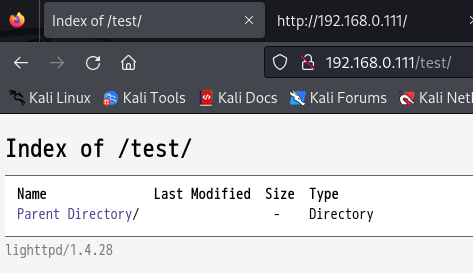 Index of /test/ http://192.168.0.111/
192.168.0.111/test/
Kali Linux Kali Tools Kali Docs Kali Forums Kali Net
Index of /test/
Name Last Modified Size Type
Parent Directory/ - Directory
lighttpd/1.4.28